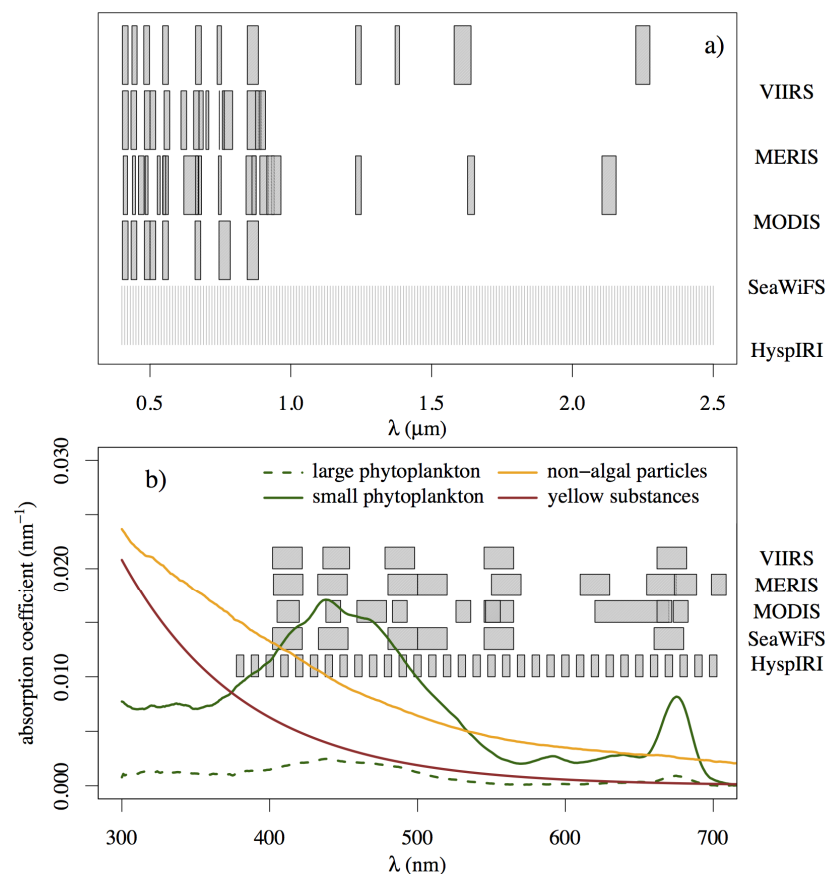 a)
VIIRS
MERIS
MODIS
SeaWiFS
HyspIRI
0.5 1.0 1.5 2.0 2.5
λ (μm)
b)
large phytoplankton non−algal particles
small phytoplankton yellow substances
VIIRS
MERIS
MODIS
SeaWiFS
HyspIRI
absorption coefficient (nm⁻¹)
0.030
0.020
0.010
0.000
300 400 500 600 700
λ (nm)